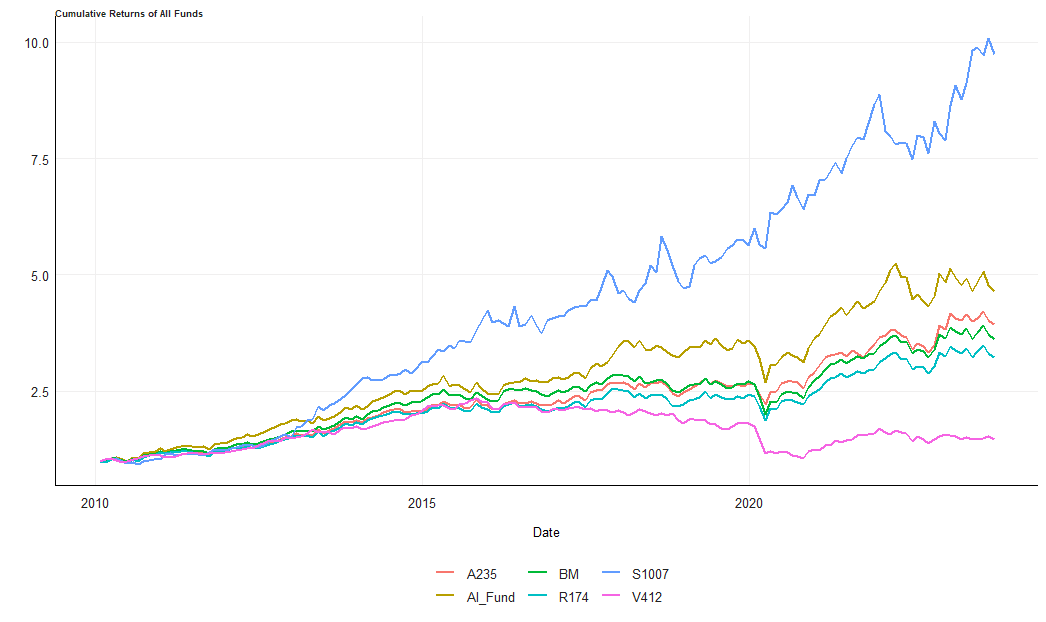 Cumulative Returns of All Funds
10.0
7.5
5.0
2.5
2010 2015 2020
Date
A235 BM S1007
AI_Fund R174 V412